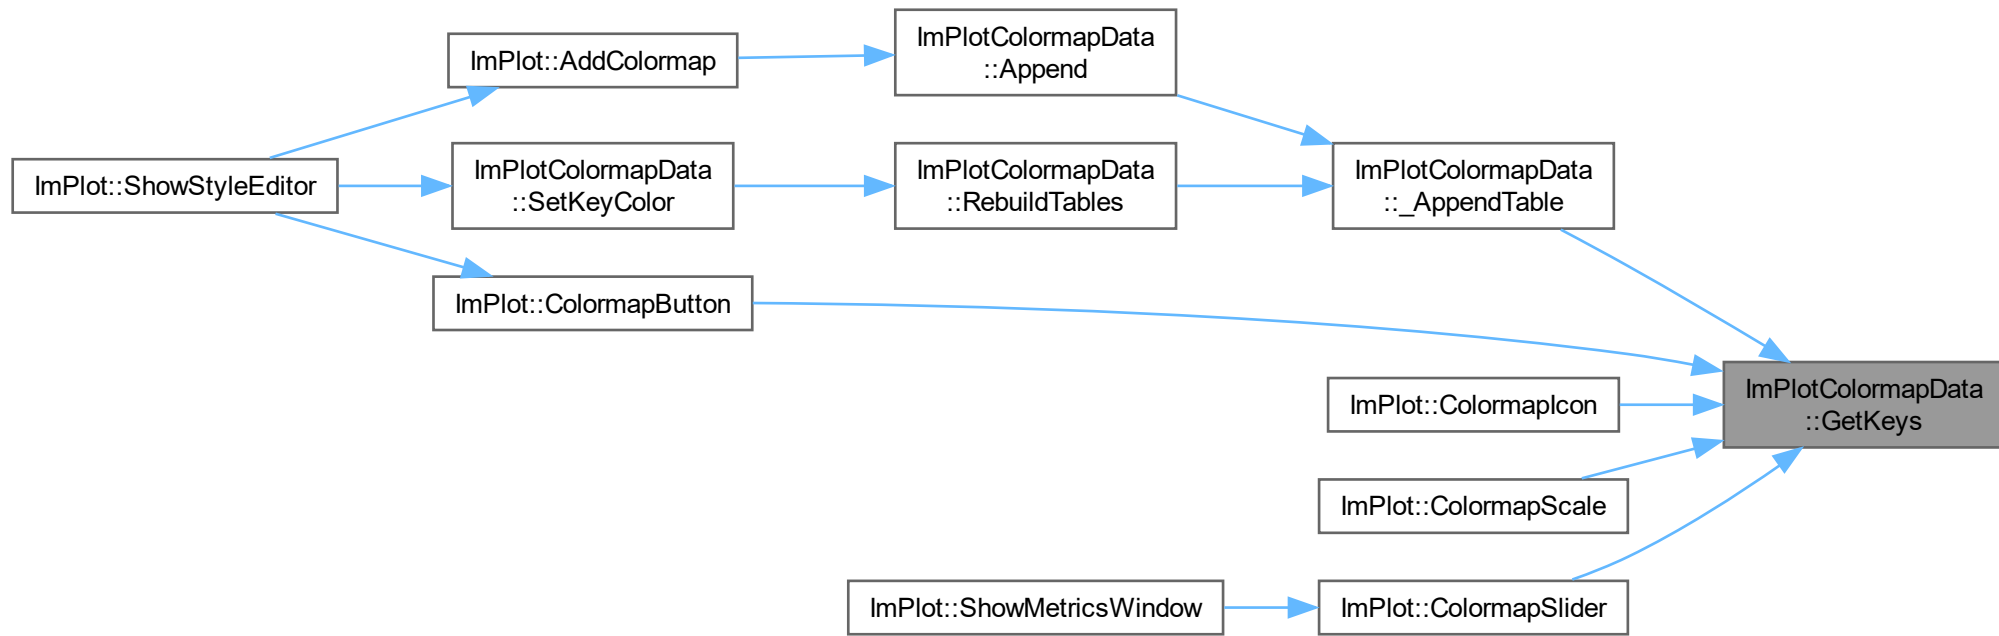 ImPlotColormapData
::Append
ImPlot::AddColormap
ImPlot::ShowStyleEditor
ImPlotColormapData
::SetKeyColor
ImPlotColormapData
::RebuildTables
ImPlotColormapData
::_AppendTable
ImPlot::ColormapButton
ImPlot::ColormapIcon
ImPlotColormapData
::GetKeys
ImPlot::ColormapScale
ImPlot::ShowMetricsWindow
ImPlot::ColormapSlider